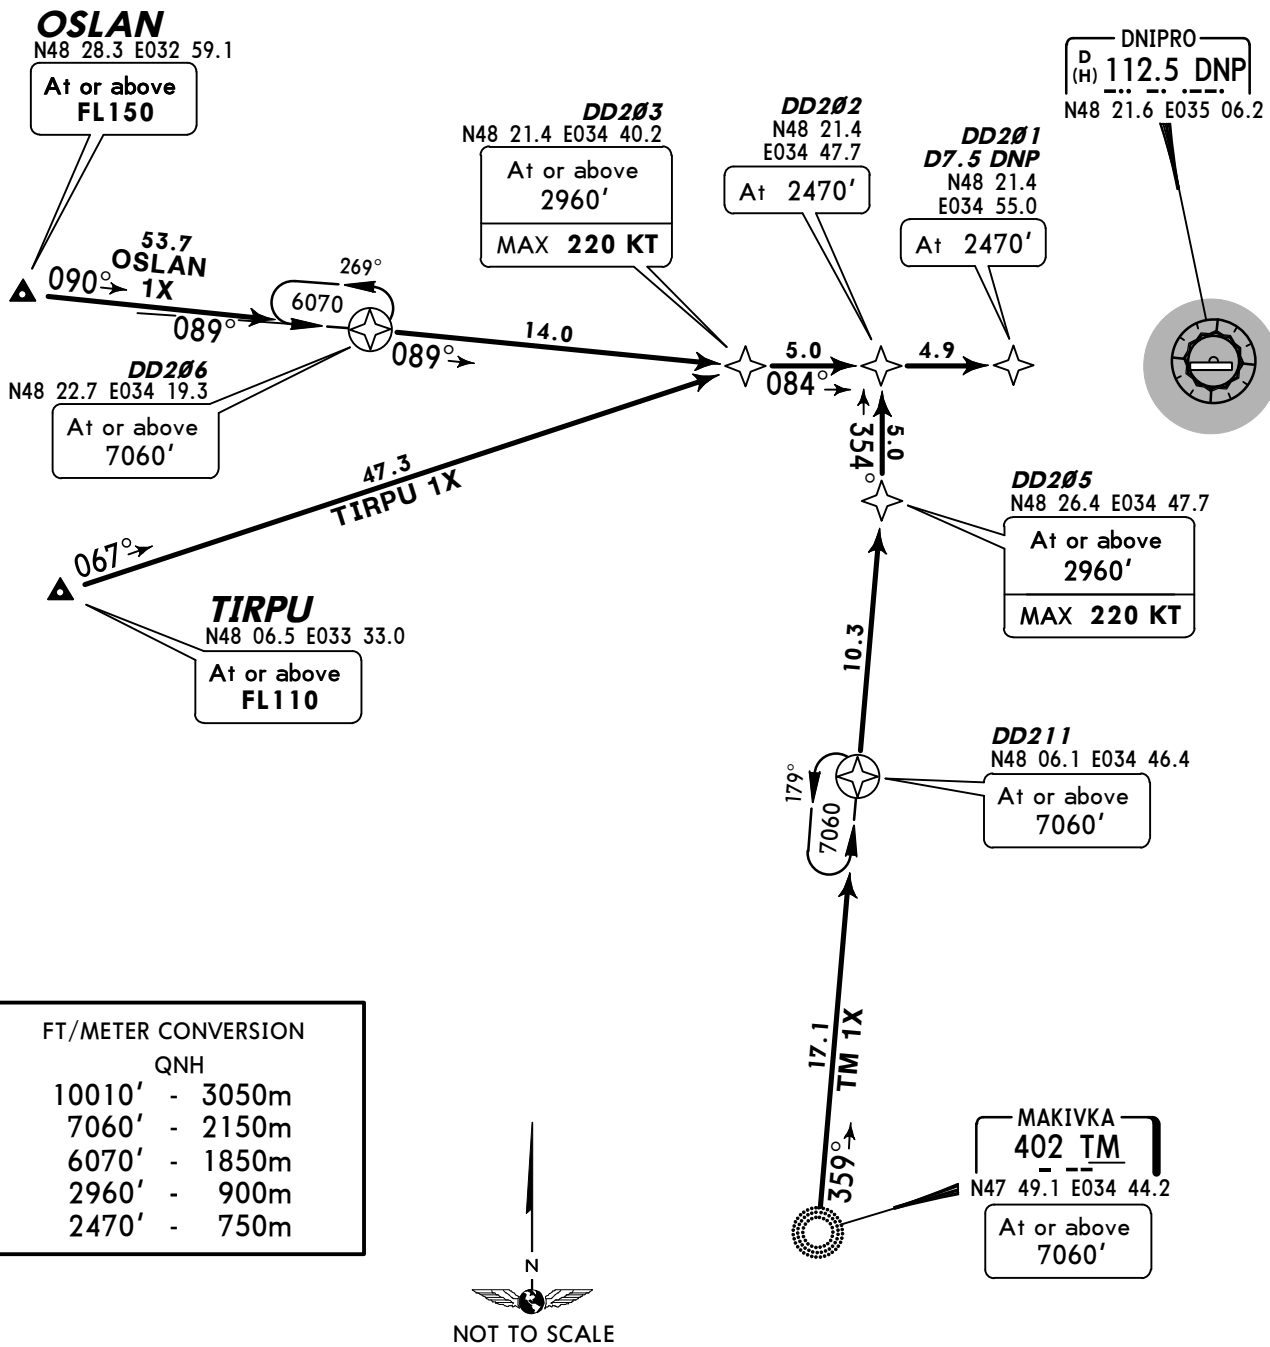 OSLAN
N48 28.3 E032 59.1
At or above
FL150
53.7
OSLAN
1X
090°
089°
269°
6070
DD2Ø6
N48 22.7 E034 19.3
At or above
7060'
089°
14.0
DD2Ø3
N48 21.4 E034 40.2
At or above
2960'
MAX 220 KT
5.0
084°
DD2Ø2
N48 21.4
E034 47.7
At 2470'
4.9
DD2Ø1
D7.5 DNP
N48 21.4
E034 55.0
At 2470'
DNIPRO
D
(H) 112.5 DNP
N48 21.6 E035 06.2
47.3
TIRPU 1X
067°
TIRPU
N48 06.5 E033 33.0
At or above
FL110
354°
5.0
DD2Ø5
N48 26.4 E034 47.7
At or above
2960'
MAX 220 KT
10.3
DD211
N48 06.1 E034 46.4
At or above
7060'
179°
7060
17.1
TM 1X
359°
MAKIVKA
402 TM
N47 49.1 E034 44.2
At or above
7060'
FT/METER CONVERSION
QNH
10010' - 3050m
7060' - 2150m
6070' - 1850m
2960' - 900m
2470' - 750m
N
NOT TO SCALE